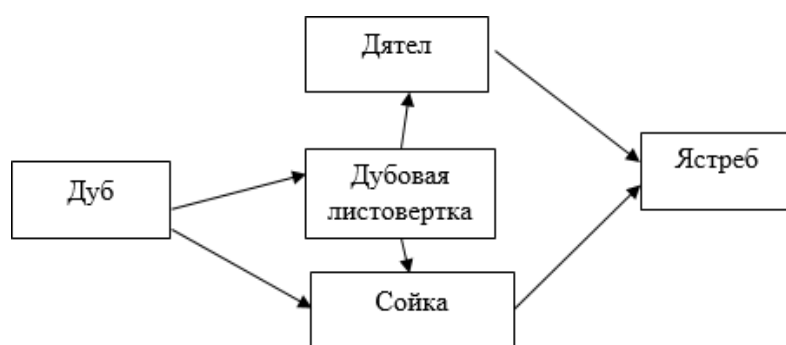 Дятел
Дуб
Дубовая
листовертка
Ястреб
Сойка